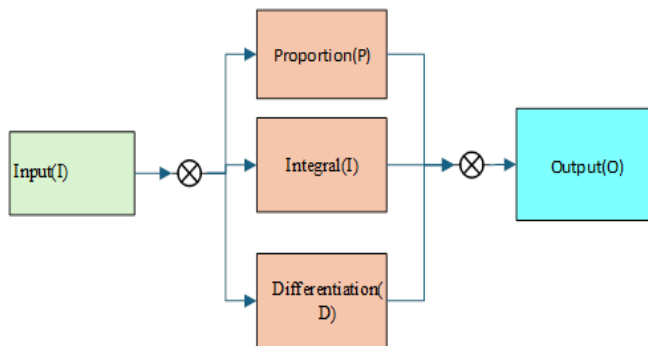 Proportion(P)
Input(I)
Integral(I)
Output(O)
Differentiation(
D)